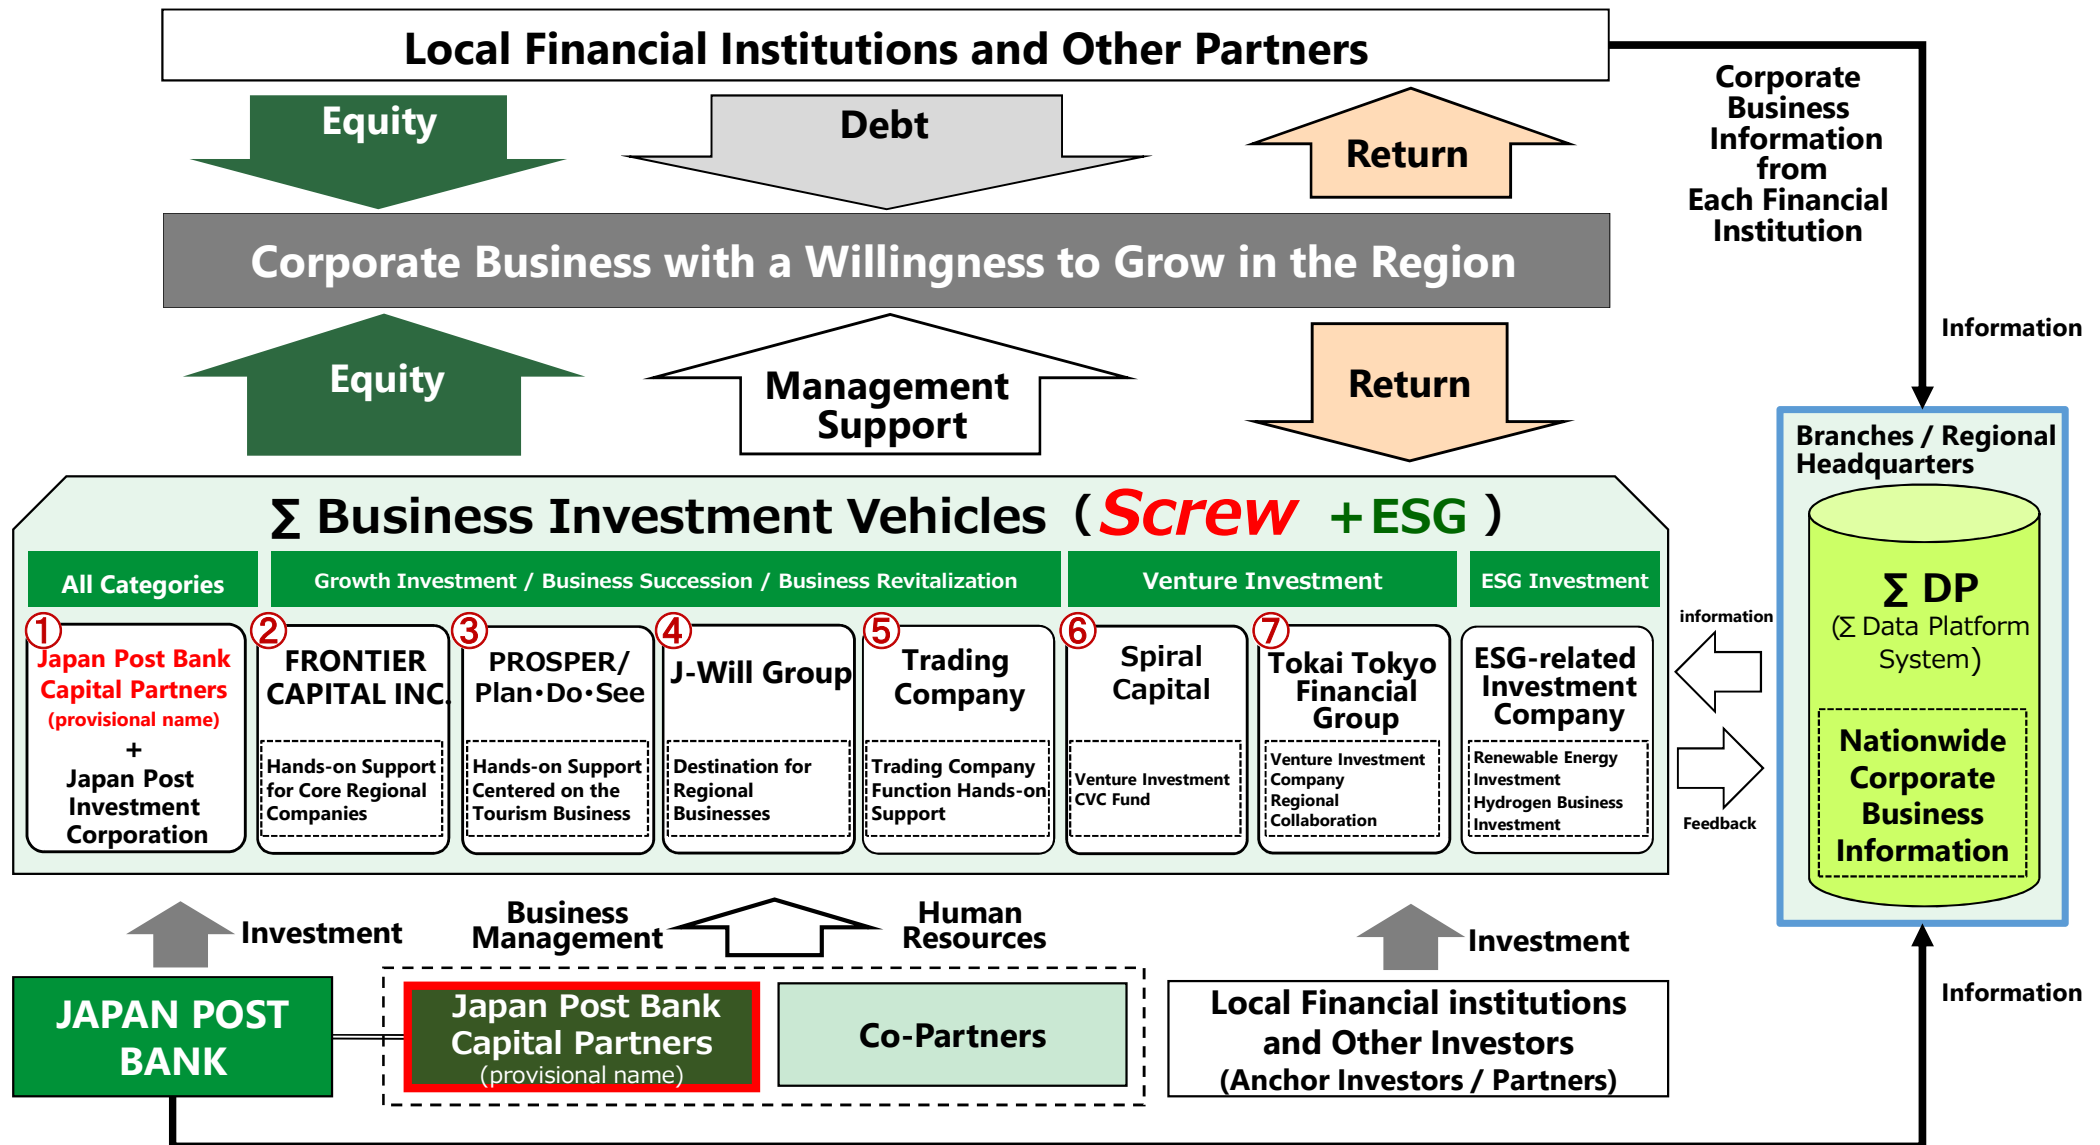 Local Financial Institutions and Other Partners
Equity
Debt
Return
Corporate
Business
Information
from
Each Financial
Institution
Corporate Business with a Willingness to Grow in the Region
Information
Equity
Management
Support
Return
Branches / Regional
Headquarters
∑ Business Investment Vehicles (Screw +ESG)
All Categories
Growth Investment / Business Succession / Business Revitalization
Venture Investment
ESG Investment
①
Japan Post Bank
Capital Partners
(provisional name)
+
Japan Post
Investment
Corporation
②
FRONTIER
CAPITAL INC.
Hands-on Support
for Core Regional
Companies
③
PROSPER/
Plan・Do・See
Hands-on Support
Centered on the
Tourism Business
④
J-Will Group
Destination for
Regional
Businesses
⑤
Trading
Company
Trading Company
Function Hands-on
Support
⑥
Spiral
Capital
Venture Investment
CVC Fund
⑦
Tokai Tokyo
Financial
Group
Venture Investment
Company
Regional
Collaboration
ESG-related
Investment
Company
Renewable Energy
Investment
Hydrogen Business
Investment
information
Feedback
∑ DP
(∑ Data Platform
System)
Nationwide
Corporate
Business
Information
Investment
Business
Management
Human
Resources
Investment
JAPAN POST
BANK
Japan Post Bank
Capital Partners
(provisional name)
Co-Partners
Local Financial institutions
and Other Investors
(Anchor Investors / Partners)
Information